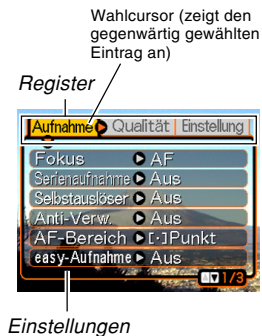 Wahlcursor (zeigt den
gegenwärtig gewählten
Eintrag an)
Register
Aufnahme Qualität Einstellung
Fokus AF
Serienaufnahme Aus
Selbstauslöser Aus
Anti-Verw. Aus
AF-Bereich [·]Punkt
easy-Aufnahme Aus
1/3
Einstellungen